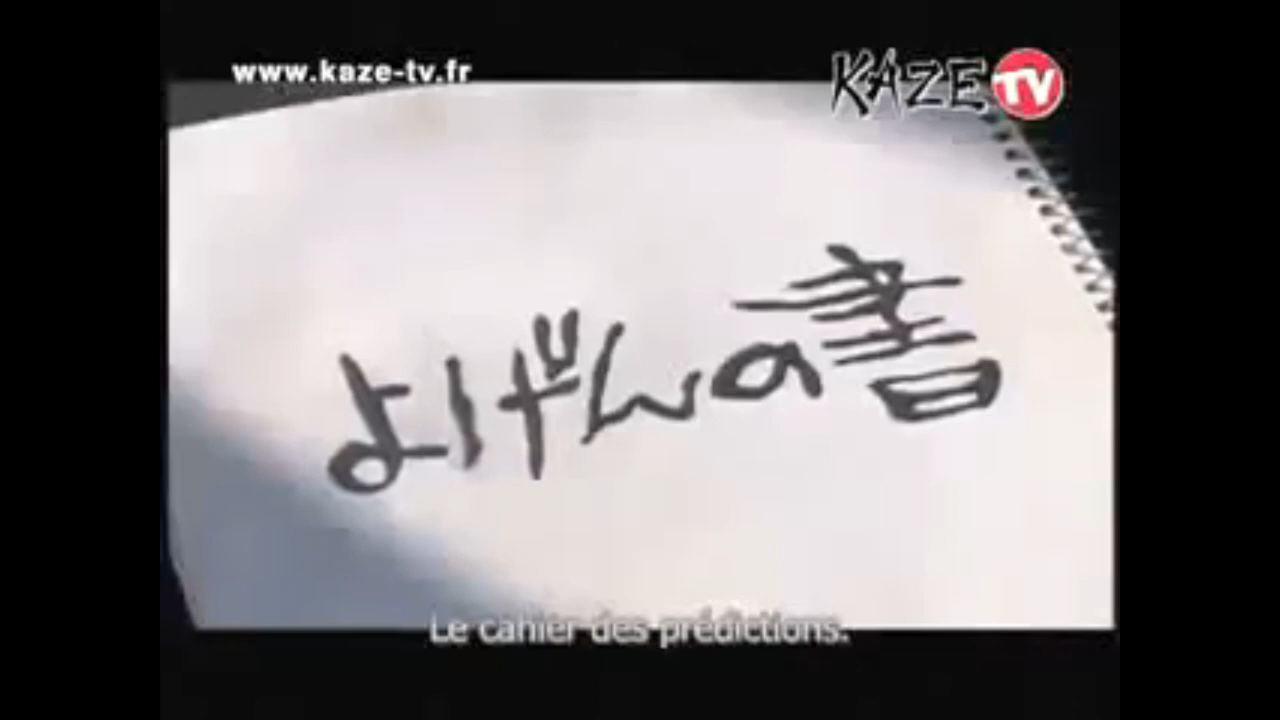 www.kaze-tv.fr
KAZE TV
よげんの書
Le cahier des prédictions.